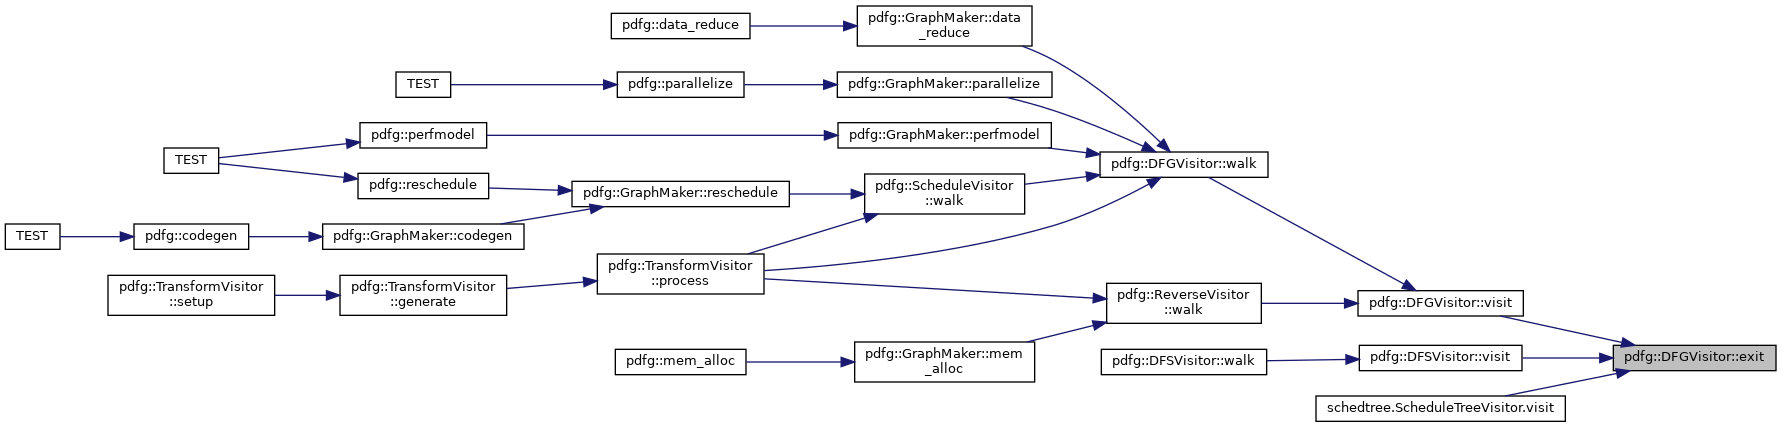 pdfg::data_reduce
pdfg::GraphMaker::data
_reduce
TEST
pdfg::parallelize
pdfg::GraphMaker::parallelize
pdfg::perfmodel
pdfg::GraphMaker::perfmodel
TEST
pdfg::DFGVisitor::walk
pdfg::reschedule
pdfg::GraphMaker::reschedule
pdfg::ScheduleVisitor
::walk
TEST
pdfg::codegen
pdfg::GraphMaker::codegen
pdfg::TransformVisitor
::process
pdfg::TransformVisitor
::setup
pdfg::TransformVisitor
::generate
pdfg::ReverseVisitor
::walk
pdfg::DFGVisitor::visit
pdfg::mem_alloc
pdfg::GraphMaker::mem
_alloc
pdfg::DFSVisitor::walk
pdfg::DFSVisitor::visit
pdfg::DFGVisitor::exit
schedtree.ScheduleTreeVisitor.visit